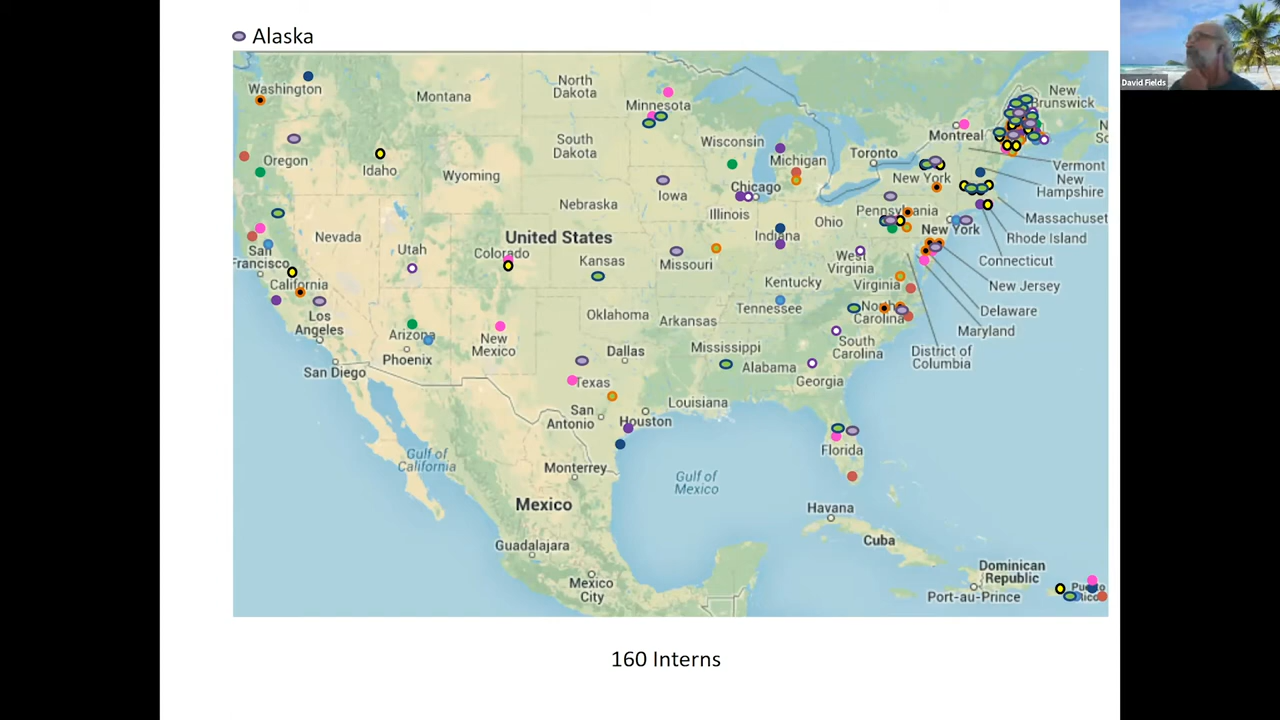 Alaska
David Fields
Washington
Montana
North
Dakota
Minnesota
New
Brunswick
Montreal
Oregon
Idaho
South
Dakota
Wisconsin
Michigan
Toronto
Vermont
New
Hampshire
Wyoming
Iowa
Chicago
New York
Nebraska
Illinois
Ohio
Pennsylvania
Massachuset
Nevada
United States
Indiana
New York
Rhode Island
San
Francisco
Utah
Colorado
Kansas
Missouri
West
Virginia
Connecticut
California
Kentucky
Virginia
New Jersey
Los
Angeles
Oklahoma
Arkansas
Tennessee
North
Carolina
Delaware
Maryland
Arizona
Phoenix
New
Mexico
Dallas
Mississippi
Alabama
South
Carolina
District of
Columbia
San Diego
Texas
Georgia
San
Antonio
Houston
Louisiana
Gulf of
California
Monterrey
Gulf of
Mexico
Florida
Mexico
Havana
Cuba
Guadalajara
Mexico
City
Dominican
Republic
Port-au-Prince
160 Interns